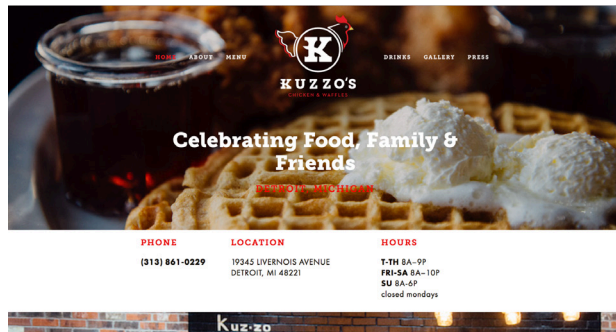 HOME ABOUT MENU
DRINKS GALLERY PRESS
K
KUZZO'S
CHICKEN & WAFFLES
Celebrating Food, Family &
Friends
DETROIT, MICHIGAN
PHONE
(313) 861-0229
LOCATION
19345 LIVERNOIS AVENUE
DETROIT, MI 48221
HOURS
T-TH 8A–9P
FRI-SA 8A–10P
SU 8A-6P
closed mondays
Kuz·zo